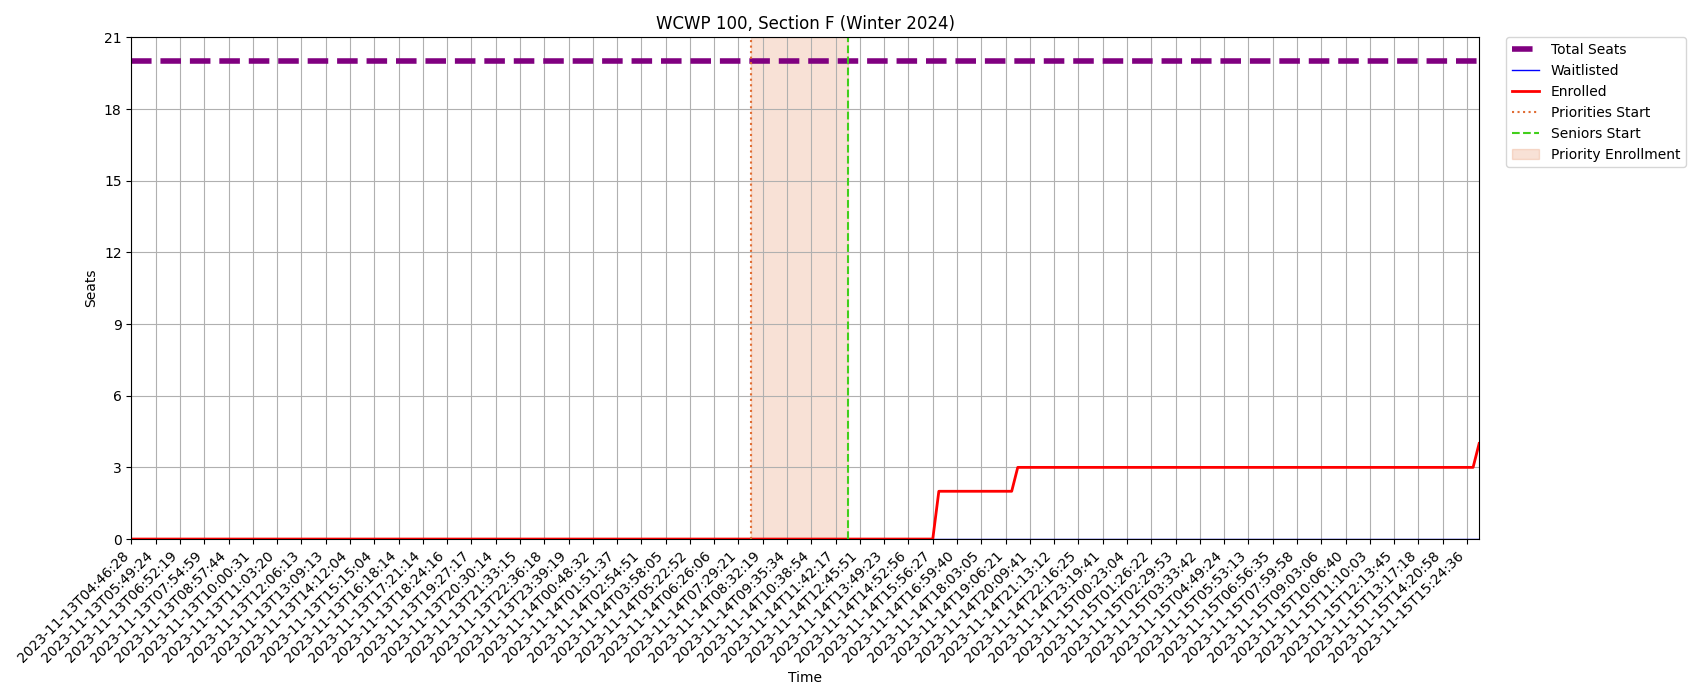 WCWP 100, Section F (Winter 2024)
Total Seats
Waitlisted
Enrolled
Priorities Start
Seniors Start
Priority Enrollment
Seats
21
18
15
12
9
6
3
0
2023-11-13T04:46:28
2023-11-13T05:49:24
2023-11-13T06:52:19
2023-11-13T07:54:59
2023-11-13T08:57:44
2023-11-13T10:00:31
2023-11-13T11:03:20
2023-11-13T12:06:13
2023-11-13T13:09:13
2023-11-13T14:12:04
2023-11-13T15:15:04
2023-11-13T16:18:14
2023-11-13T17:21:14
2023-11-13T18:24:16
2023-11-13T19:27:17
2023-11-13T20:30:14
2023-11-13T21:33:15
2023-11-13T22:36:18
2023-11-13T23:39:19
2023-11-14T00:48:32
2023-11-14T01:51:37
2023-11-14T02:54:51
2023-11-14T03:58:05
2023-11-14T05:22:52
2023-11-14T06:26:06
2023-11-14T07:29:21
2023-11-14T08:32:19
2023-11-14T09:35:34
2023-11-14T10:38:54
2023-11-14T11:42:17
2023-11-14T12:45:51
2023-11-14T13:49:23
2023-11-14T14:52:56
2023-11-14T15:56:27
2023-11-14T16:59:40
2023-11-14T18:03:05
2023-11-14T19:06:21
2023-11-14T20:09:41
2023-11-14T21:13:12
2023-11-14T22:16:25
2023-11-14T23:19:41
2023-11-15T00:23:04
2023-11-15T01:26:22
2023-11-15T02:29:53
2023-11-15T03:33:42
2023-11-15T04:49:24
2023-11-15T05:53:13
2023-11-15T06:56:35
2023-11-15T07:59:58
2023-11-15T09:03:06
2023-11-15T10:06:40
2023-11-15T11:10:03
2023-11-15T12:13:45
2023-11-15T13:17:18
2023-11-15T14:20:58
2023-11-15T15:24:36
Time